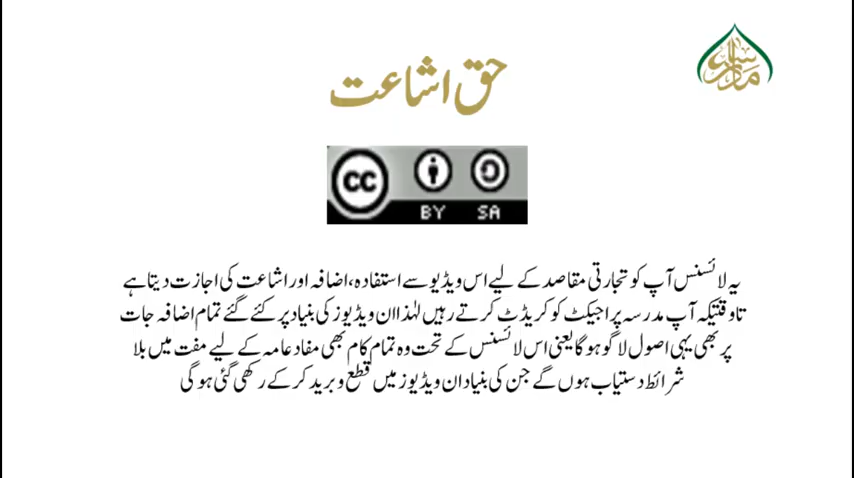 مدرسہ
حق اشاعت
cc
BY SA
یہ لائسنس آپ کو تجارتی مقاصد کے لیے اس ویڈیو سے استفادہ، اضافہ اور اشاعت کی اجازت دیتا ہے
تاوقتیکہ آپ مدرسہ پراجیکٹ کو کریڈٹ کرتے رہیں لہٰذا ان ویڈیوز کی بنیاد پر کئے گئے تمام اضافہ جات
پر بھی یہی اصول لاگو ہوگا یعنی اس لائسنس کے تحت وہ تمام کام بھی مفاد عامہ کے لیے مفت میں بلا
شرائط دستیاب ہوں گے جن کی بنیاد ان ویڈیوز میں قطع و برید کر کے رکھی گئی ہوگی